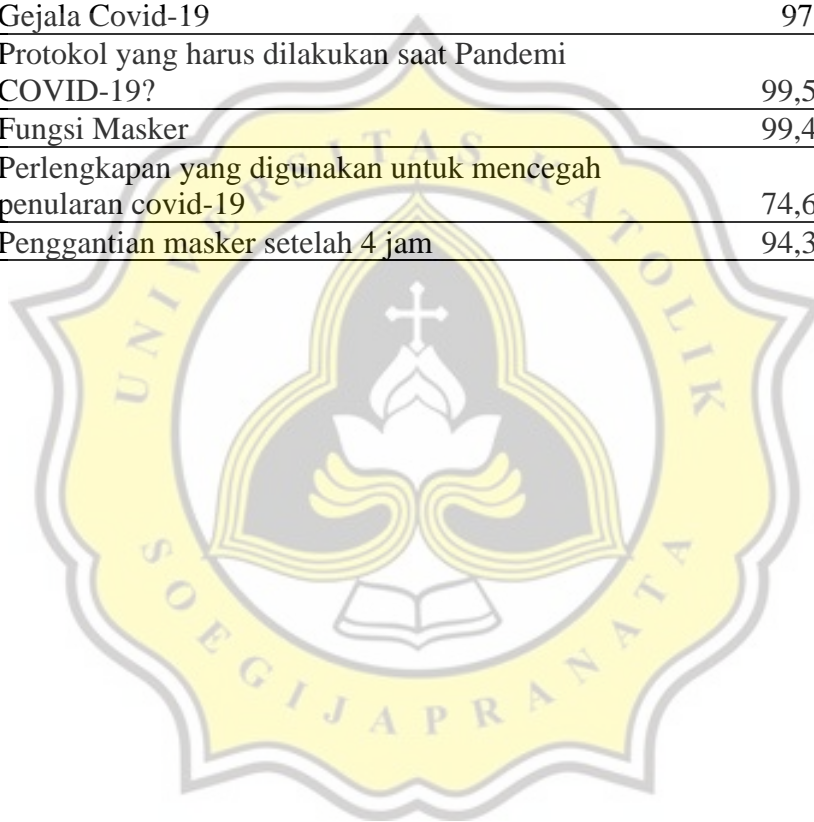 Gejala Covid-19 97
Protokol yang harus dilakukan saat Pandemi
COVID-19? 99,5
Fungsi Masker 99,4
Perlengkapan yang digunakan untuk mencegah
penularan covid-19 74,6
Penggantian masker setelah 4 jam 94,3
UNIVERSITAS KATOLIK
SOEGIJAPRANATA